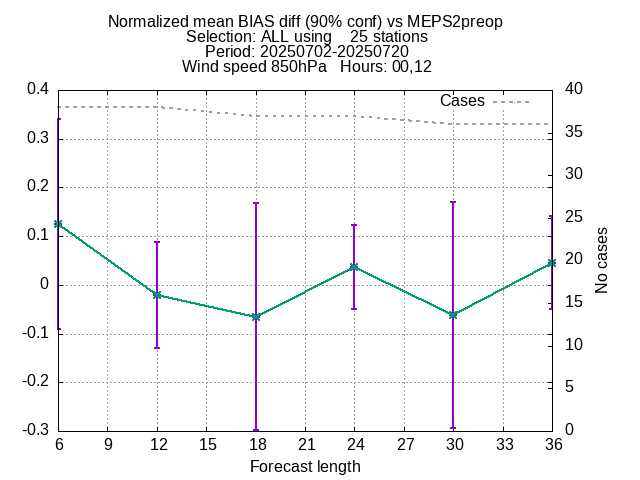 Normalized mean BIAS diff (90% conf) vs MEPS2preop
Selection: ALL using    25 stations
Period: 20250702-20250720
Wind speed 850hPa   Hours: 00,12
Cases
0.4
0.3
0.2
0.1
0
-0.1
-0.2
-0.3
40
35
30
25
20
15
10
5
0
No cases
6 9 12 15 18 21 24 27 30 33 36
Forecast length